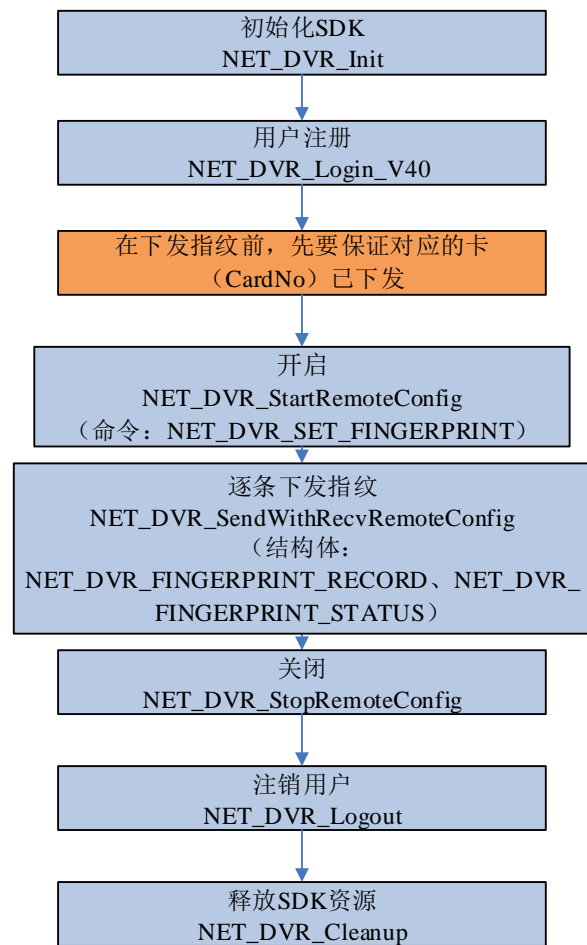 初始化SDK
NET_DVR_Init
用户注册
NET_DVR_Login_V40
在下发指纹前，先要保证对应的卡
（CardNo）已下发
开启
NET_DVR_StartRemoteConfig
（命令：NET_DVR_SET_FINGERPRINT）
逐条下发指纹
NET_DVR_SendWithRecvRemoteConfig
（结构体：
NET_DVR_FINGERPRINT_RECORD、NET_DVR_
FINGERPRINT_STATUS）
关闭
NET_DVR_StopRemoteConfig
注销用户
NET_DVR_Logout
释放SDK资源
NET_DVR_Cleanup